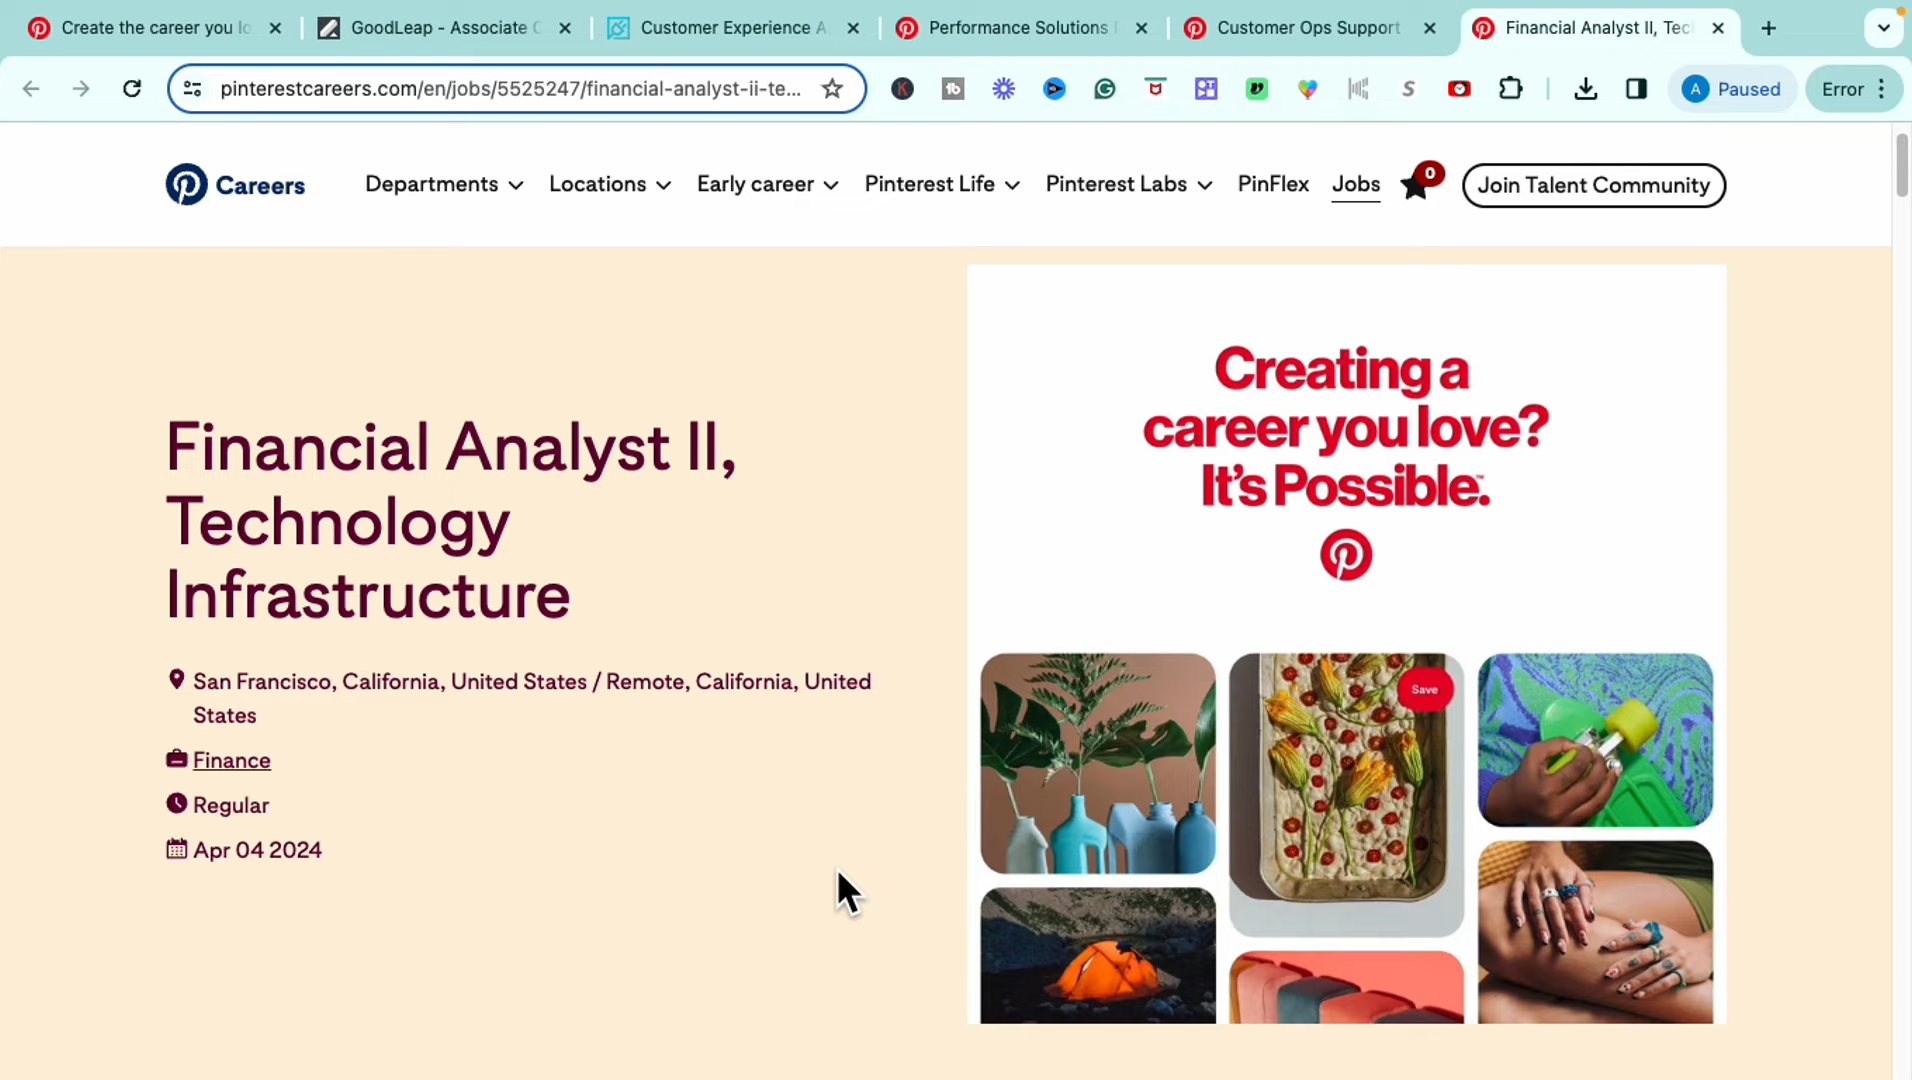 Create the career you lo
GoodLeap - Associate C
Customer Experience A
Performance Solutions
Customer Ops Support
Financial Analyst II, Tec
pinterestcareers.com/en/jobs/5525247/financial-analyst-ii-te...
A Paused
Error
Careers
Departments
Locations
Early career
Pinterest Life
Pinterest Labs
PinFlex
Jobs
0
Join Talent Community
Financial Analyst II,
Technology
Infrastructure
San Francisco, California, United States / Remote, California, United
States
Finance
Regular
Apr 04 2024
Creating a
career you love?
It's Possible.
Save